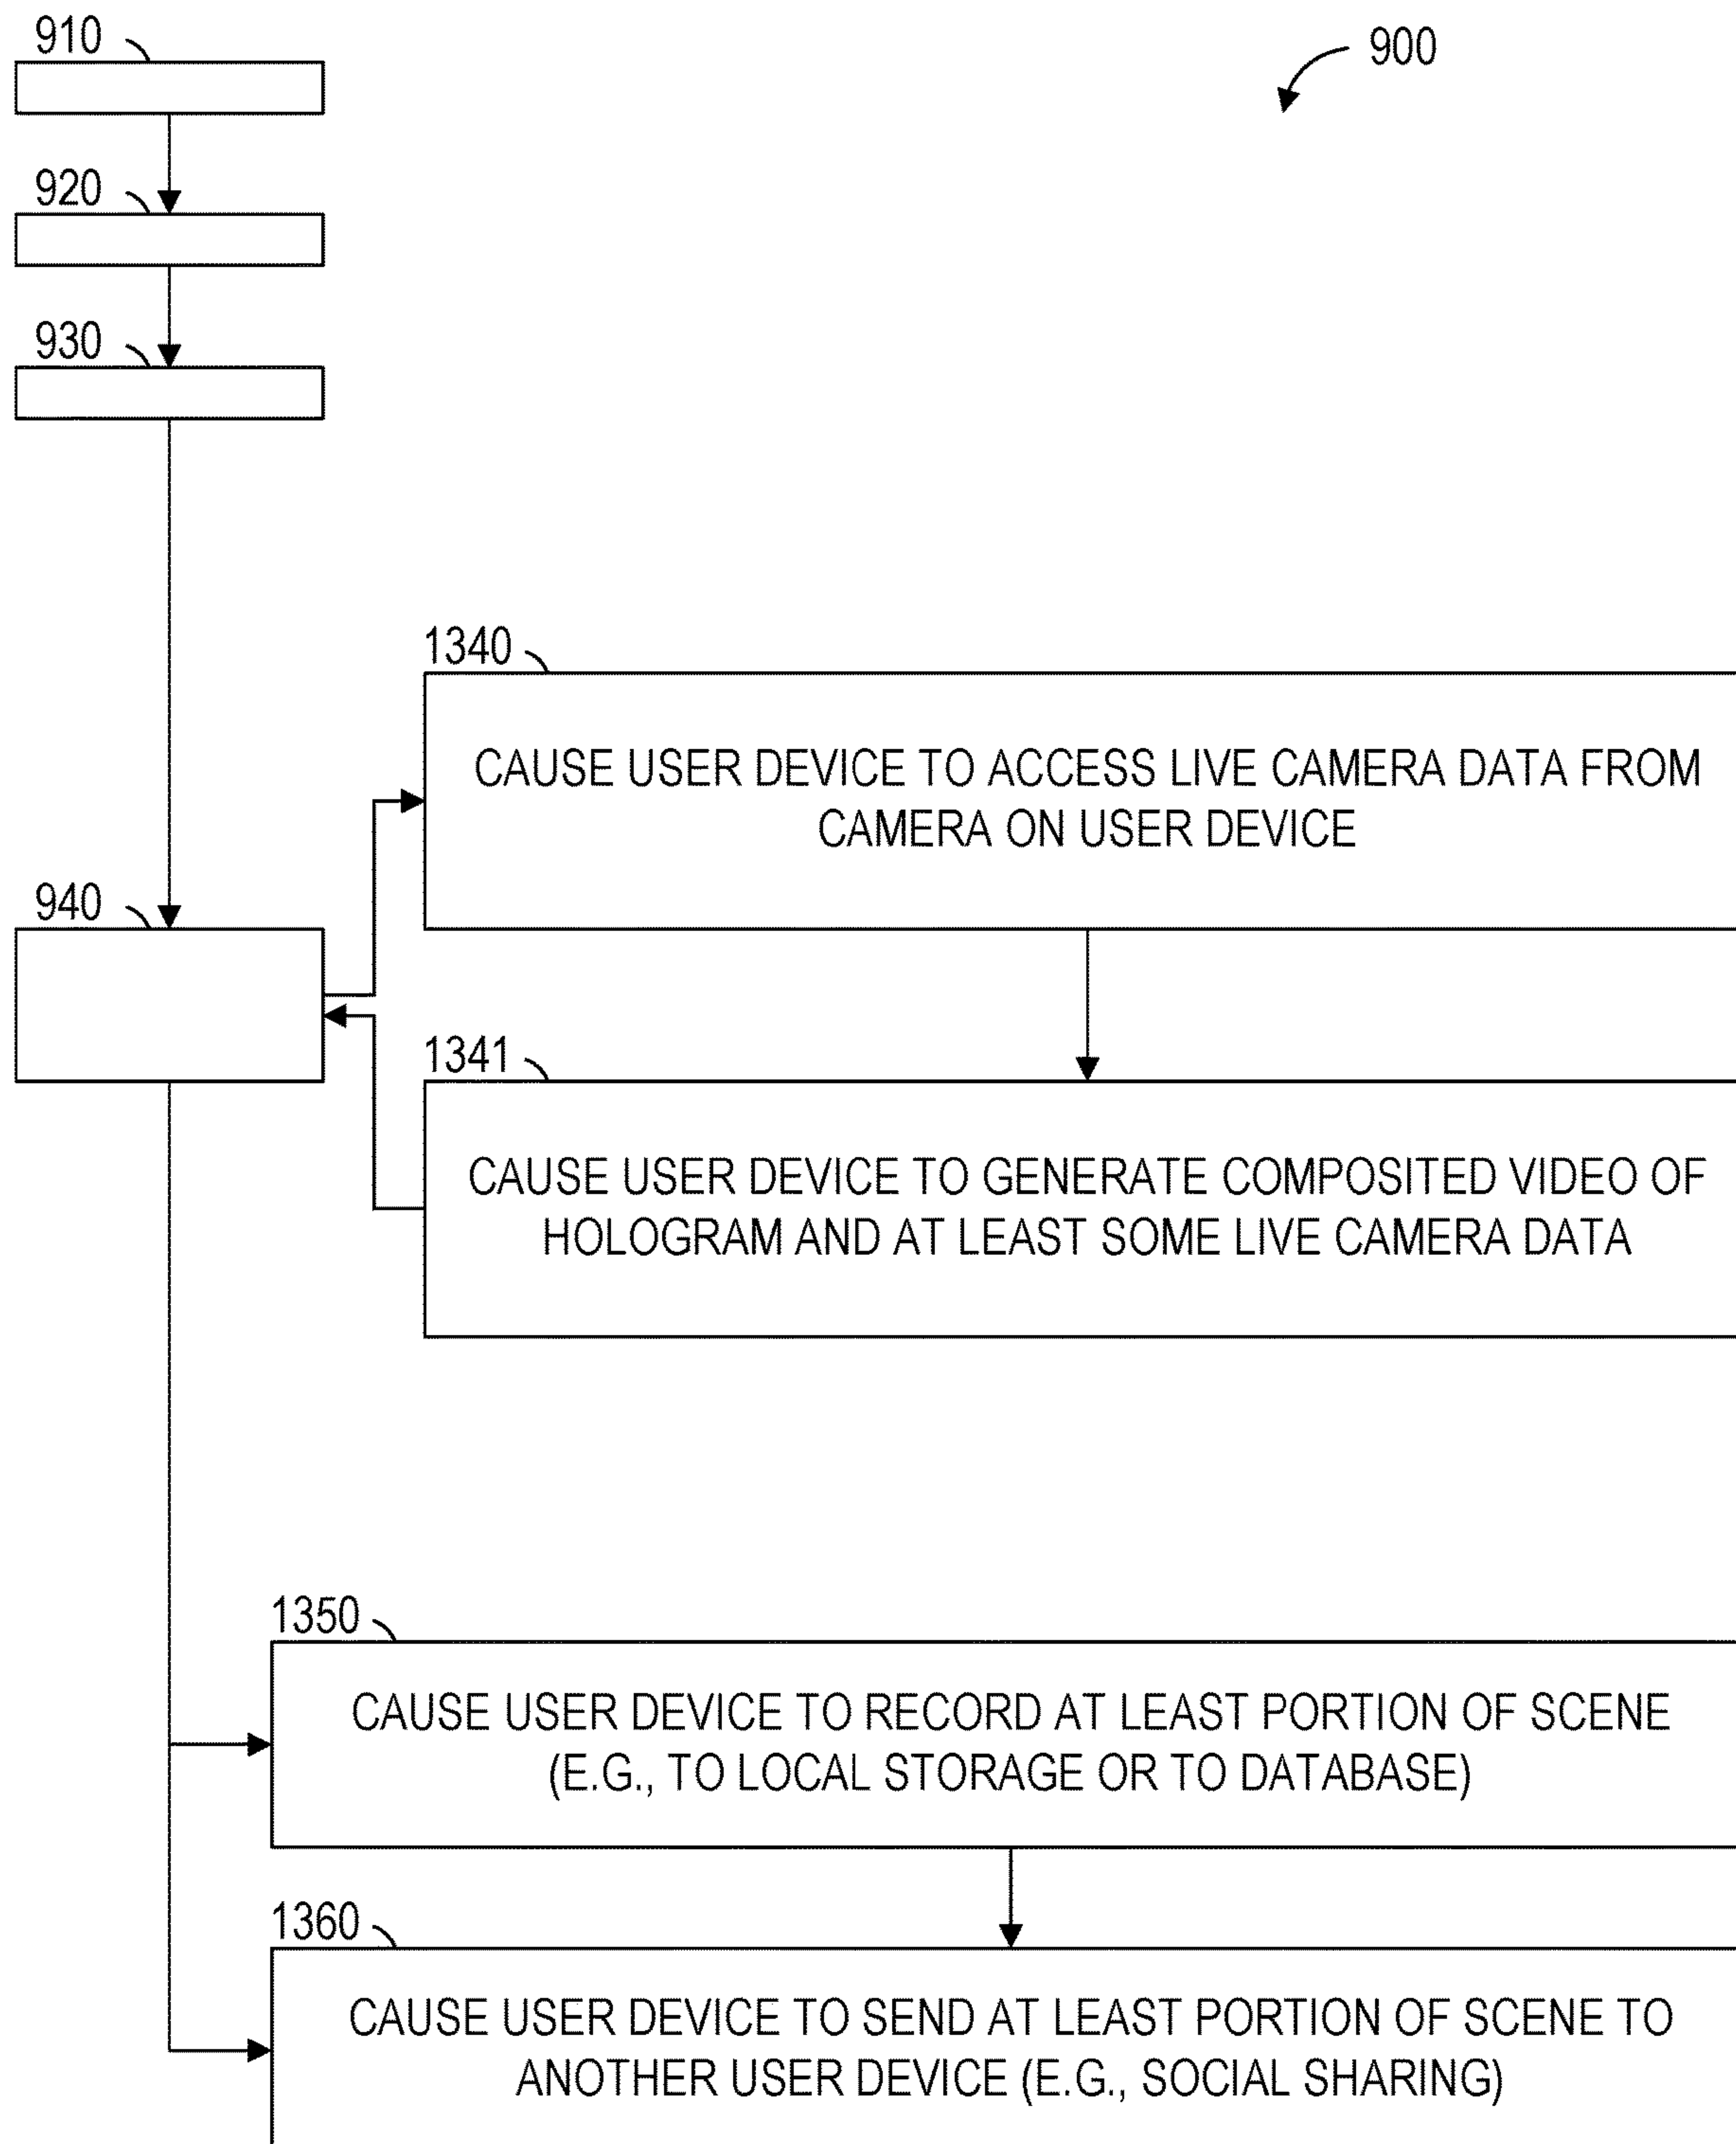 910
900
920
930
1340
CAUSE USER DEVICE TO ACCESS LIVE CAMERA DATA FROM
CAMERA ON USER DEVICE
940
1341
CAUSE USER DEVICE TO GENERATE COMPOSITED VIDEO OF
HOLOGRAM AND AT LEAST SOME LIVE CAMERA DATA
1350
CAUSE USER DEVICE TO RECORD AT LEAST PORTION OF SCENE
(E.G., TO LOCAL STORAGE OR TO DATABASE)
1360
CAUSE USER DEVICE TO SEND AT LEAST PORTION OF SCENE TO
ANOTHER USER DEVICE (E.G., SOCIAL SHARING)